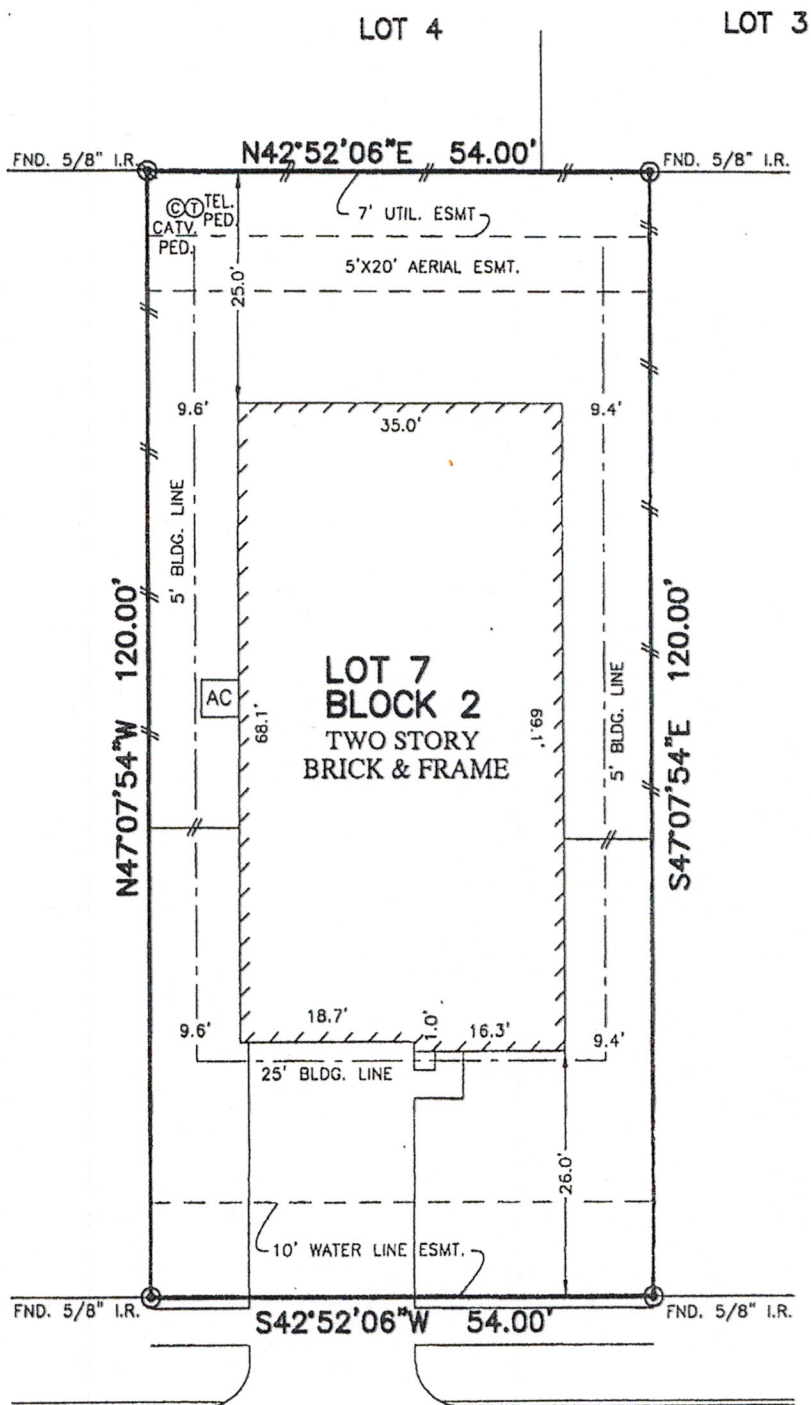 LOT 4
LOT 3
FND. 5/8" I.R.
N42°52'06"E 54.00'
FND. 5/8" I.R.
ⒸⓉ TEL.
PED.
CATV.
PED.
7' UTIL. ESMT
5'X20' AERIAL ESMT.
25.0'
9.6'
35.0'
9.4'
5' BLDG. LINE
N47°07'54"W 120.00'
AC
68.1'
LOT 7
BLOCK 2
TWO STORY
BRICK & FRAME
69.1'
5' BLDG. LINE
S47°07'54"E 120.00'
9.6'
18.7'
1.0'
16.3'
9.4'
25' BLDG. LINE
26.0'
10' WATER LINE ESMT.
FND. 5/8" I.R.
S42°52'06"W 54.00'
FND. 5/8" I.R.